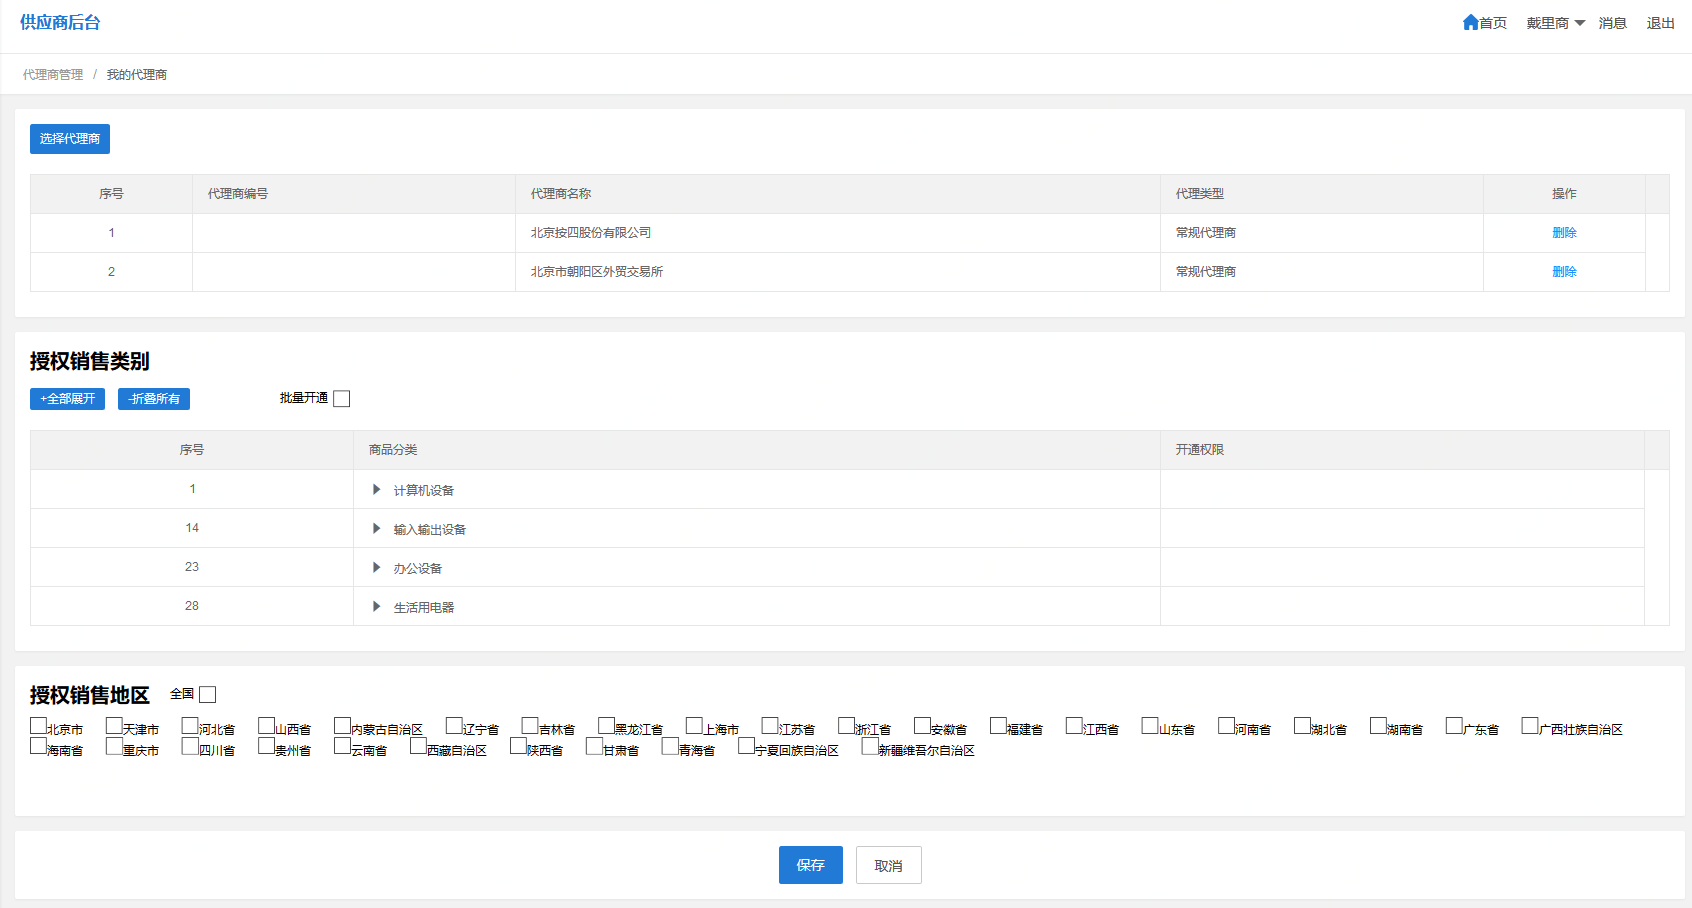 供应商后台 首页 戴里商 消息 退出
代理商管理 / 我的代理商
选择代理商
序号 代理商编号 代理商名称 代理类型 操作
1 北京按四股份有限公司 常规代理商 删除
2 北京市朝阳区外贸交易所 常规代理商 删除
授权销售类别
+全部展开 -折叠所有 批量开通
序号 商品分类 开通权限
1 计算机设备
14 输入输出设备
23 办公设备
28 生活用电器
授权销售地区 全国
北京市 天津市 河北省 山西省 内蒙古自治区 辽宁省 吉林省 黑龙江省 上海市 江苏省 浙江省 安徽省 福建省 江西省 山东省 河南省 湖北省 湖南省 广东省 广西壮族自治区
海南省 重庆市 四川省 贵州省 云南省 西藏自治区 陕西省 甘肃省 青海省 宁夏回族自治区 新疆维吾尔自治区
保存 取消